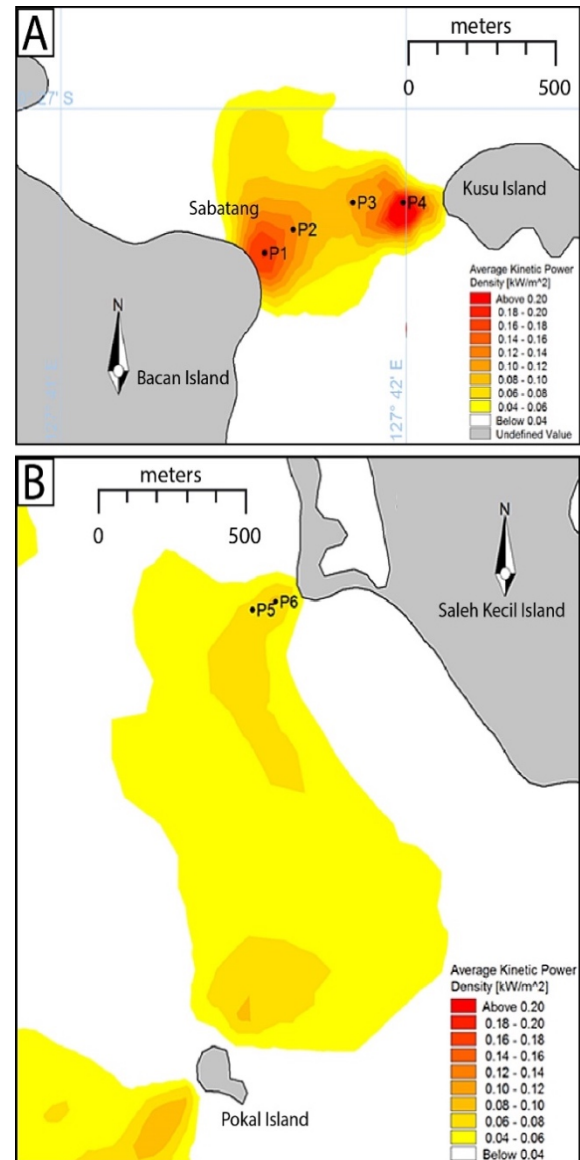 A
meters
0 500
27' S
Kusu Island
Sabatang
P3
P4
P2
P1
N
Bacan Island
127° 42' E
Average Kinetic Power
Density [kW/m^2]
Above 0.20
0.18 - 0.20
0.16 - 0.18
0.14 - 0.16
0.12 - 0.14
0.10 - 0.12
0.08 - 0.10
0.06 - 0.08
0.04 - 0.06
Below 0.04
Undefined Value
B
meters
0 500
N
P5 P6
Saleh Kecil Island
Pokal Island
Average Kinetic Power
Density [kW/m^2]
Above 0.20
0.18 - 0.20
0.16 - 0.18
0.14 - 0.16
0.12 - 0.14
0.10 - 0.12
0.08 - 0.10
0.06 - 0.08
0.04 - 0.06
Below 0.04